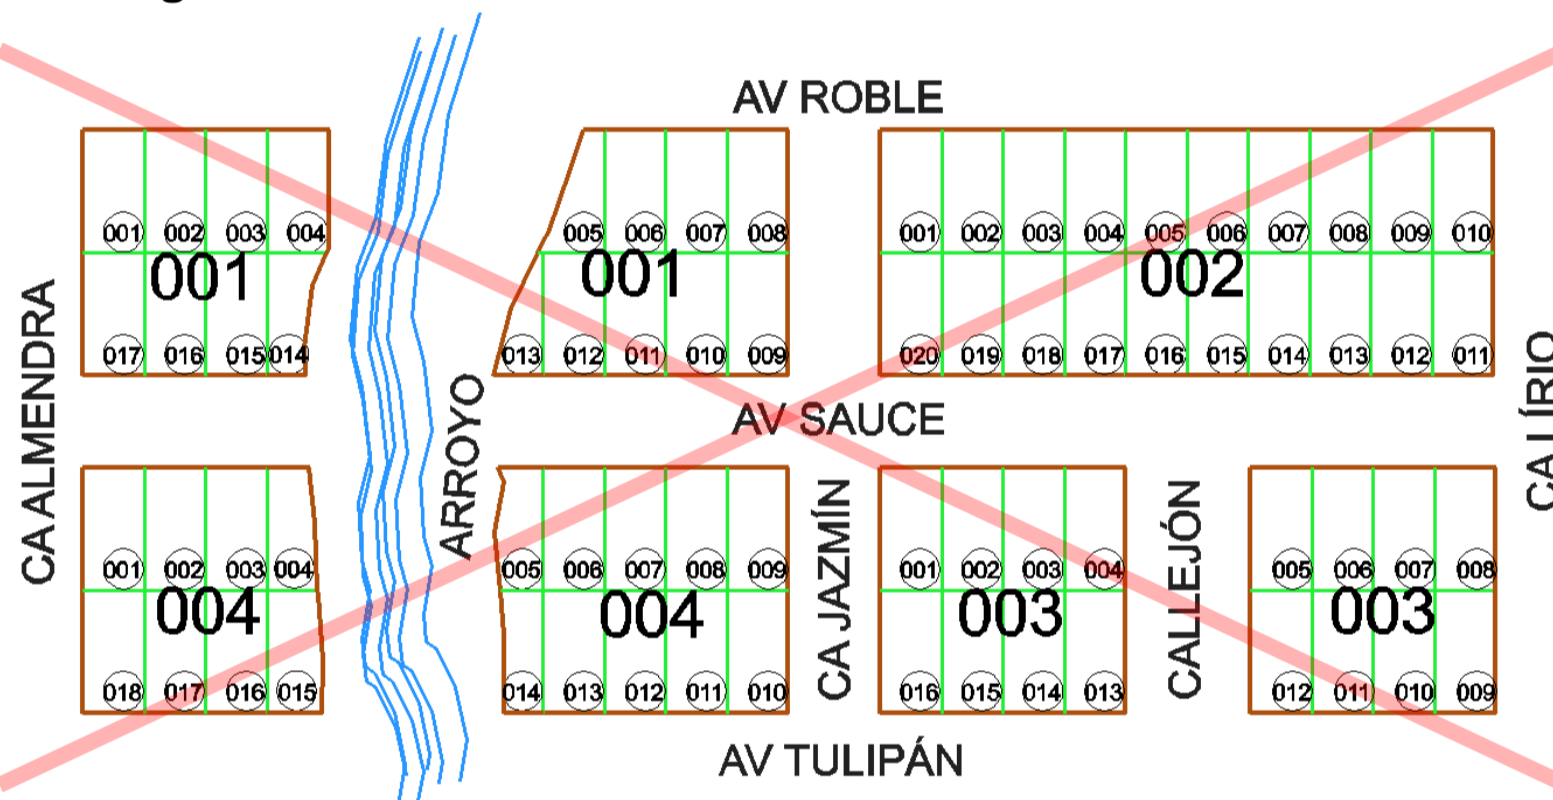 AV ROBLE
001 002 003 004
005 006 007 008
001 002 003 004 005 006 007 008 009 010
001
001
002
017 016 015 014
013 012 011 010 009
020 019 018 017 016 015 014 013 012 011
CA ALMENDRA
ARROYO
AV SAUCE
CA LÍRIO
001 002 003 004
005 006 007 008 009
001 002 003 004
005 006 007 008
004
004
CA JAZMÍN
003
CALLEJÓN
003
018 017 016 015
014 013 012 011 010
016 015 014 013
012 011 010 009
AV TULIPÁN